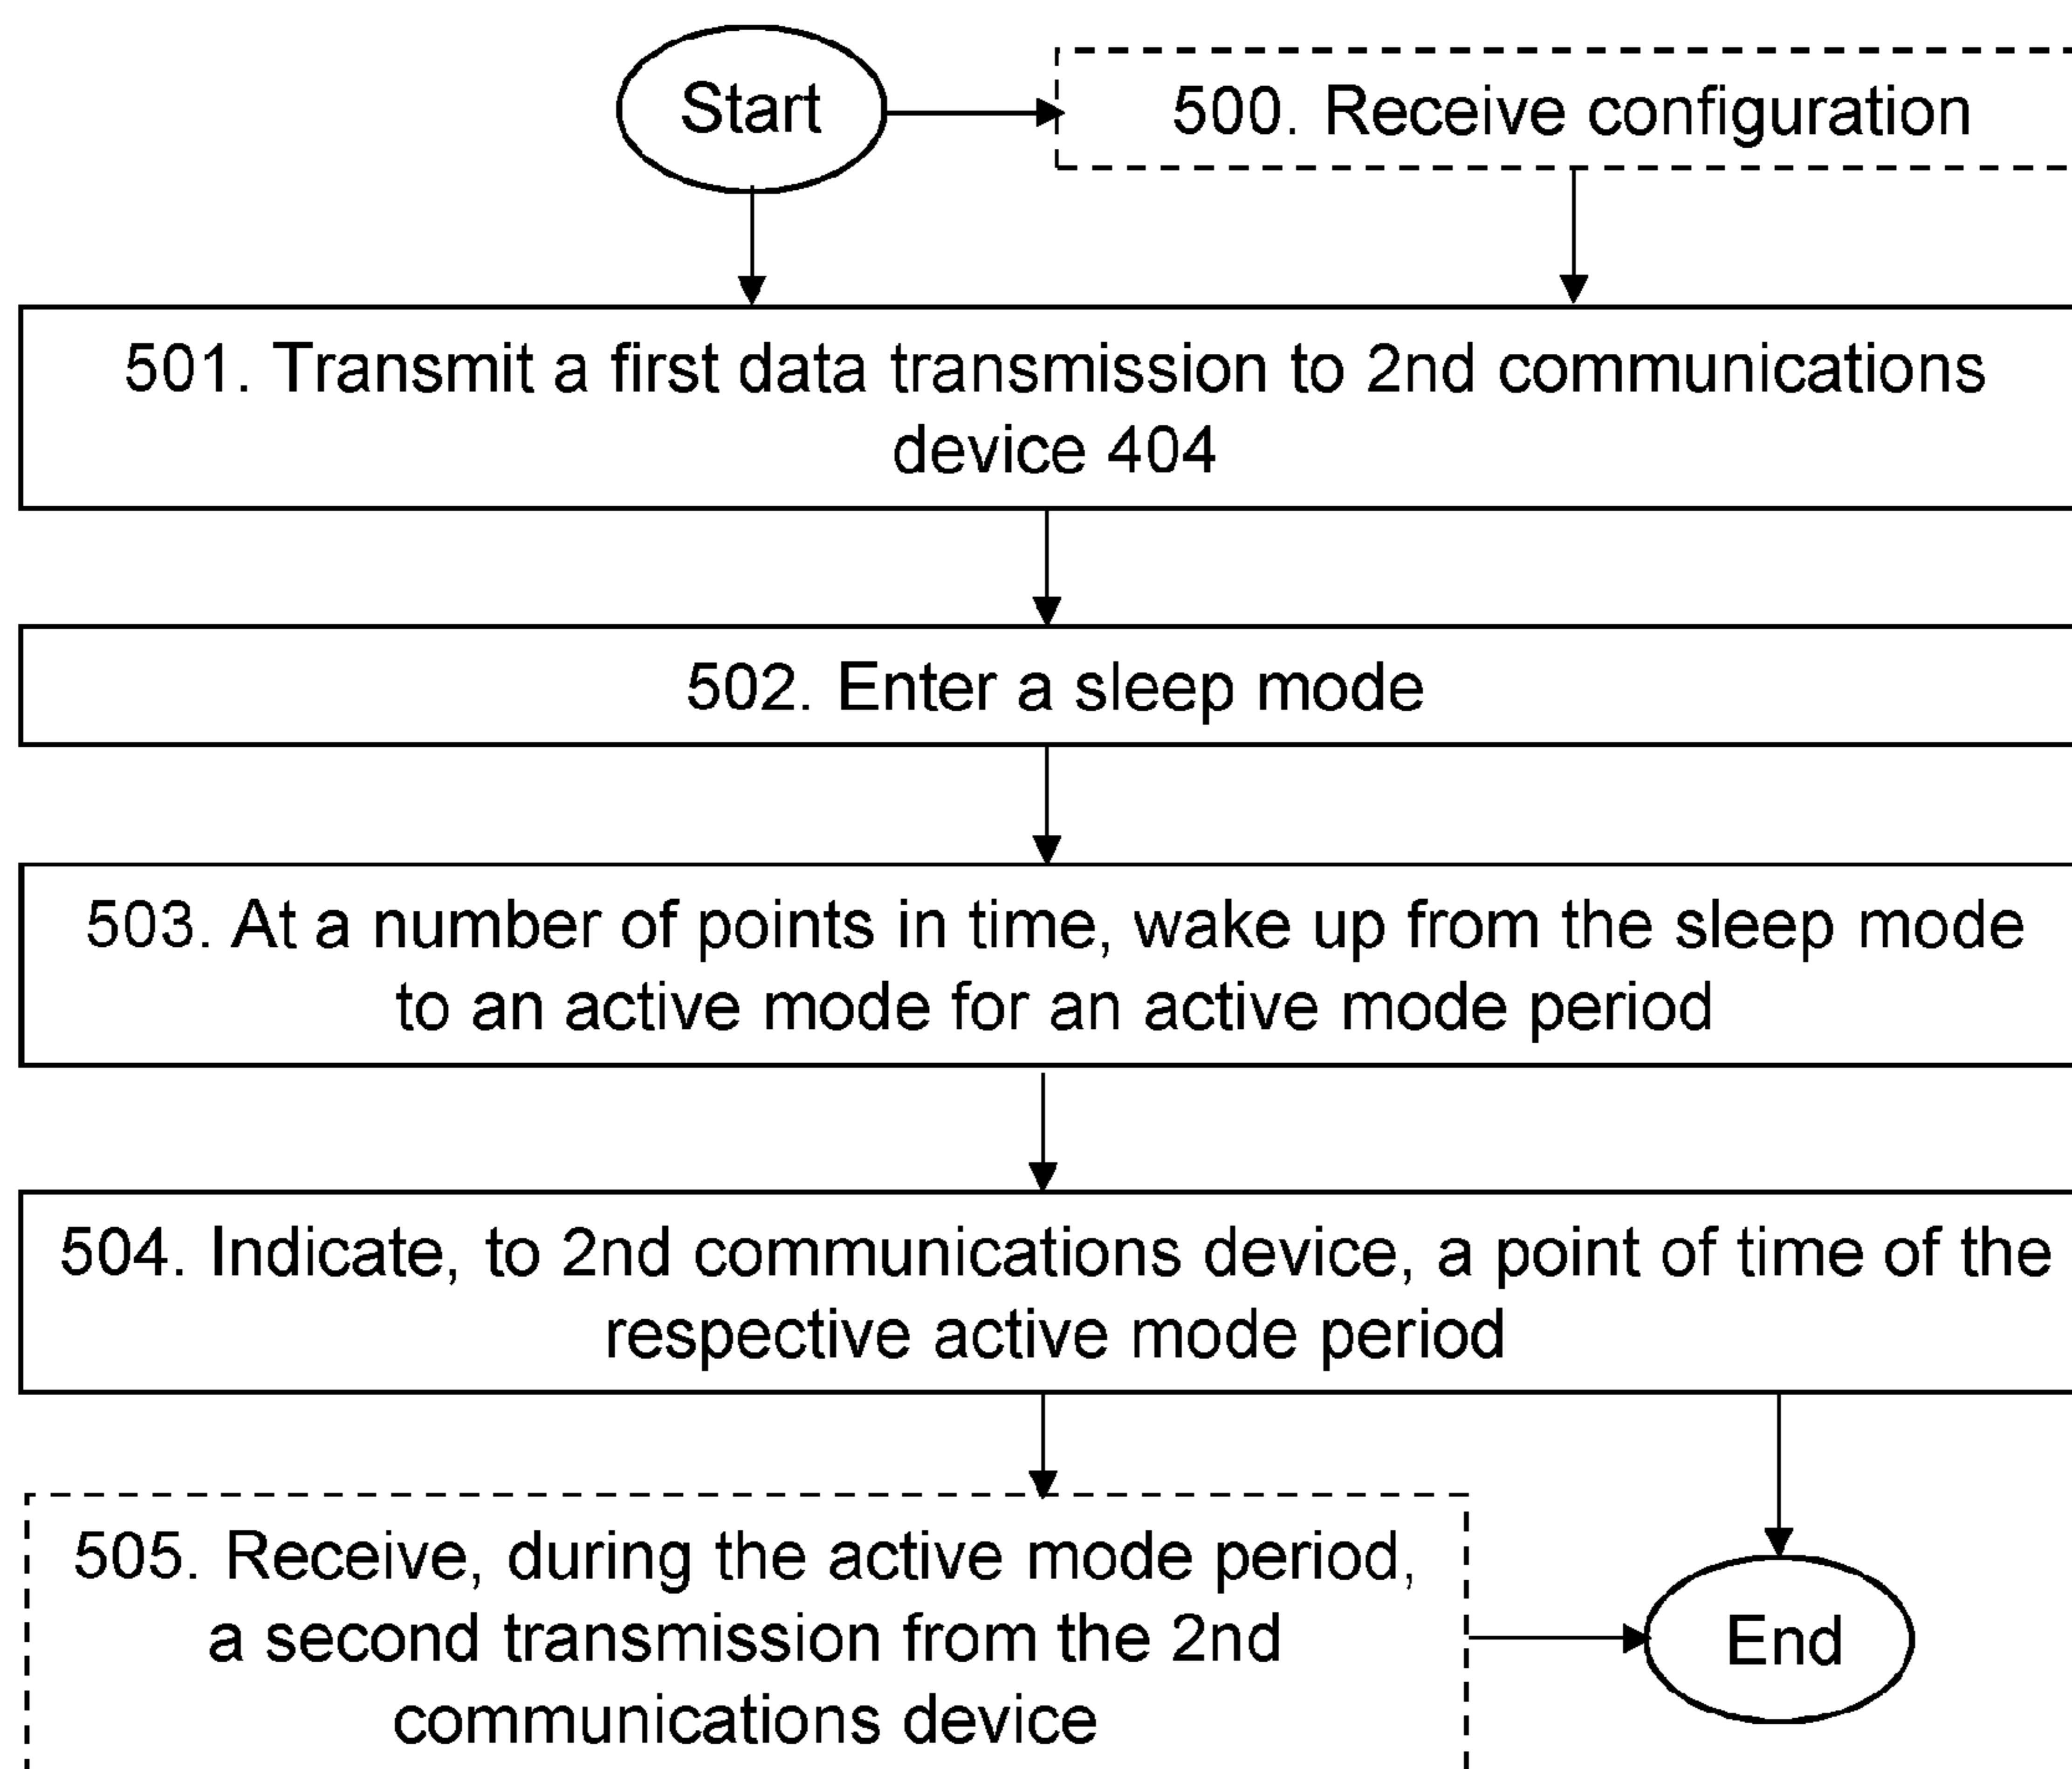 Start
500. Receive configuration
501. Transmit a first data transmission to 2nd communications
device 404
502. Enter a sleep mode
503. At a number of points in time, wake up from the sleep mode
to an active mode for an active mode period
504. Indicate, to 2nd communications device, a point of time of the
respective active mode period
505. Receive, during the active mode period,
a second transmission from the 2nd
communications device
End